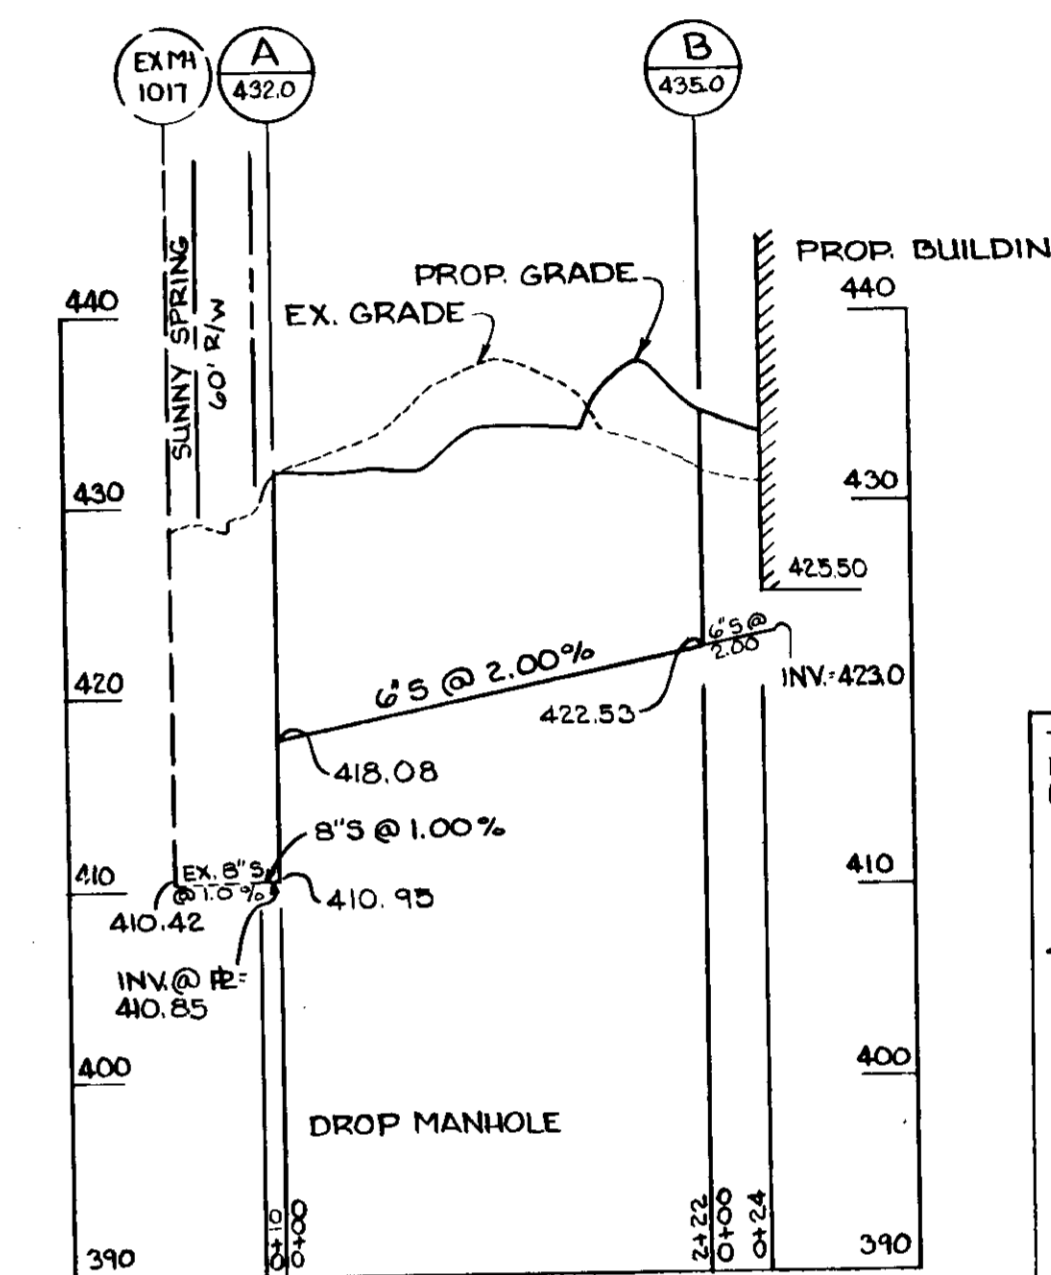 EX MH
1017
A
432.0
B
435.0
SUNNY SPRING
60' R/W
PROP. GRADE
EX. GRADE
PROP. BUILDIN
440
440
430
430
425.50
6" S @ 2.00%
6" S @
2.00
INV.=423.0
420
422.53
418.08
8" S @ 1.00%
410
EX. 8" S
@ 1.0%
410.95
410
410.42
INV. @ PL=
410.85
400
400
DROP MANHOLE
0+10
0+00
2+22
0+00
0+24
390
390